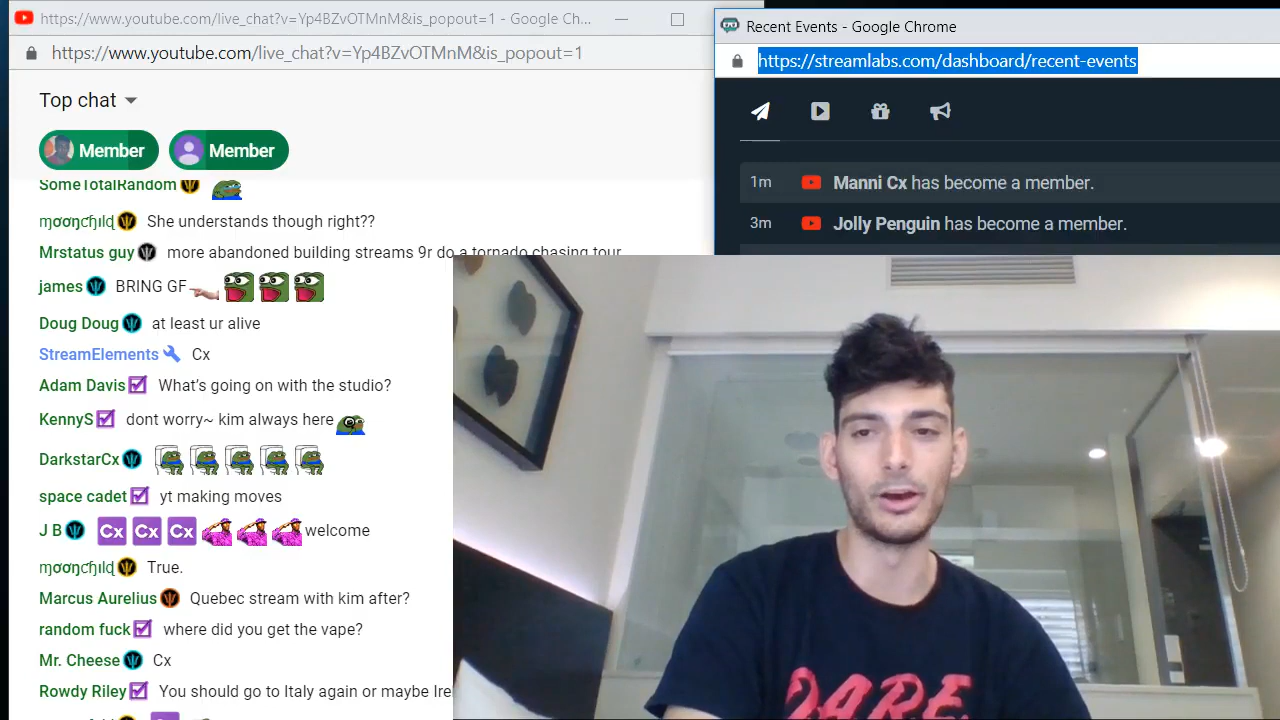 https://www.youtube.com/live_chat?v=Yp4BZvOTMnM&is_popout=1 - Google Ch...
https://www.youtube.com/live_chat?v=Yp4BZvOTMnM&is_popout=1
Top chat
Member Member
SomeTotalRandom
ɱσσηƈɧιƖɖ She understands though right??
Mrstatus guy more abandoned building streams 9r do a tornado chasing tour
james BRING GF
Doug Doug at least ur alive
StreamElements Cx
Adam Davis What's going on with the studio?
KennyS dont worry~ kim always here
DarkstarCx
space cadet yt making moves
J B Cx Cx Cx welcome
ɱσσηƈɧιƖɖ True.
Marcus Aurelius Quebec stream with kim after?
random fuck where did you get the vape?
Mr. Cheese Cx
Rowdy Riley You should go to Italy again or maybe Ire
Recent Events - Google Chrome
https://streamlabs.com/dashboard/recent-events
1m Manni Cx has become a member.
3m Jolly Penguin has become a member.
DARE